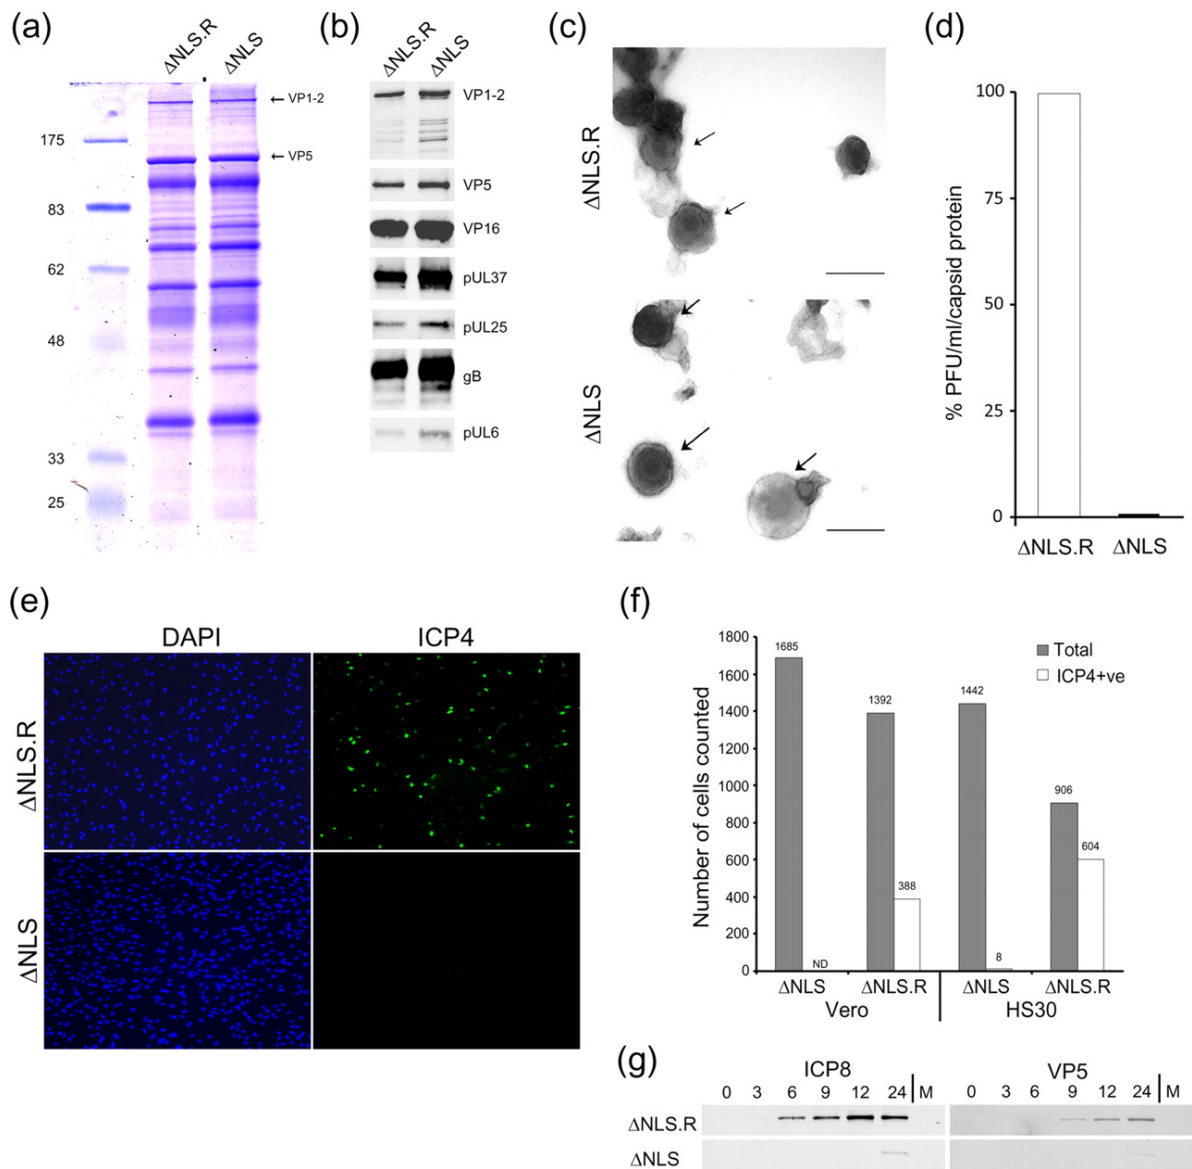 (a)
ΔNLS.R ΔNLS
← VP1-2
175
← VP5
83
62
48
33
25
(b)
ΔNLS.R ΔNLS
VP1-2
VP5
VP16
pUL37
pUL25
gB
pUL6
(c)
ΔNLS.R
ΔNLS
(d)
% PFU/ml/capsid protein
100
75
50
25
0
ΔNLS.R ΔNLS
(e)
DAPI ICP4
ΔNLS.R
ΔNLS
(f)
Number of cells counted
1800
1600
1400
1200
1000
800
600
400
200
0
Total
ICP4+ve
1685
ND
1392
388
1442
8
906
604
ΔNLS ΔNLS.R ΔNLS ΔNLS.R
Vero HS30
(g)
ICP8 VP5
0 3 6 9 12 24 M 0 3 6 9 12 24 M
ΔNLS.R
ΔNLS